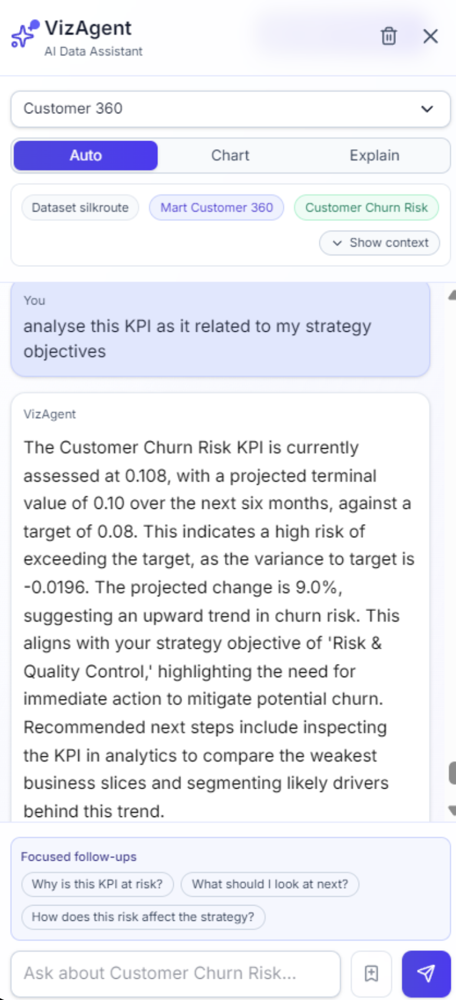 VizAgent
AI Data Assistant
Customer 360
Auto
Chart
Explain
Dataset silkroute
Mart Customer 360
Customer Churn Risk
Show context
You
analyse this KPI as it related to my strategy
objectives
VizAgent
The Customer Churn Risk KPI is currently
assessed at 0.108, with a projected terminal
value of 0.10 over the next six months, against a
target of 0.08. This indicates a high risk of
exceeding the target, as the variance to target is
-0.0196. The projected change is 9.0%,
suggesting an upward trend in churn risk. This
aligns with your strategy objective of 'Risk &
Quality Control,' highlighting the need for
immediate action to mitigate potential churn.
Recommended next steps include inspecting
the KPI in analytics to compare the weakest
business slices and segmenting likely drivers
behind this trend.
Focused follow-ups
Why is this KPI at risk?
What should I look at next?
How does this risk affect the strategy?
Ask about Customer Churn Risk...